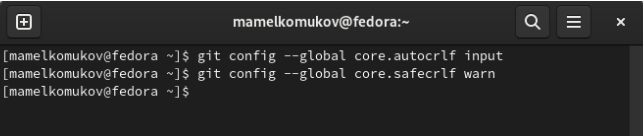 mamelkomukov@fedora:~
[mamelkomukov@fedora ~]$ git config --global core.autocrlf input
[mamelkomukov@fedora ~]$ git config --global core.safecrlf warn
[mamelkomukov@fedora ~]$